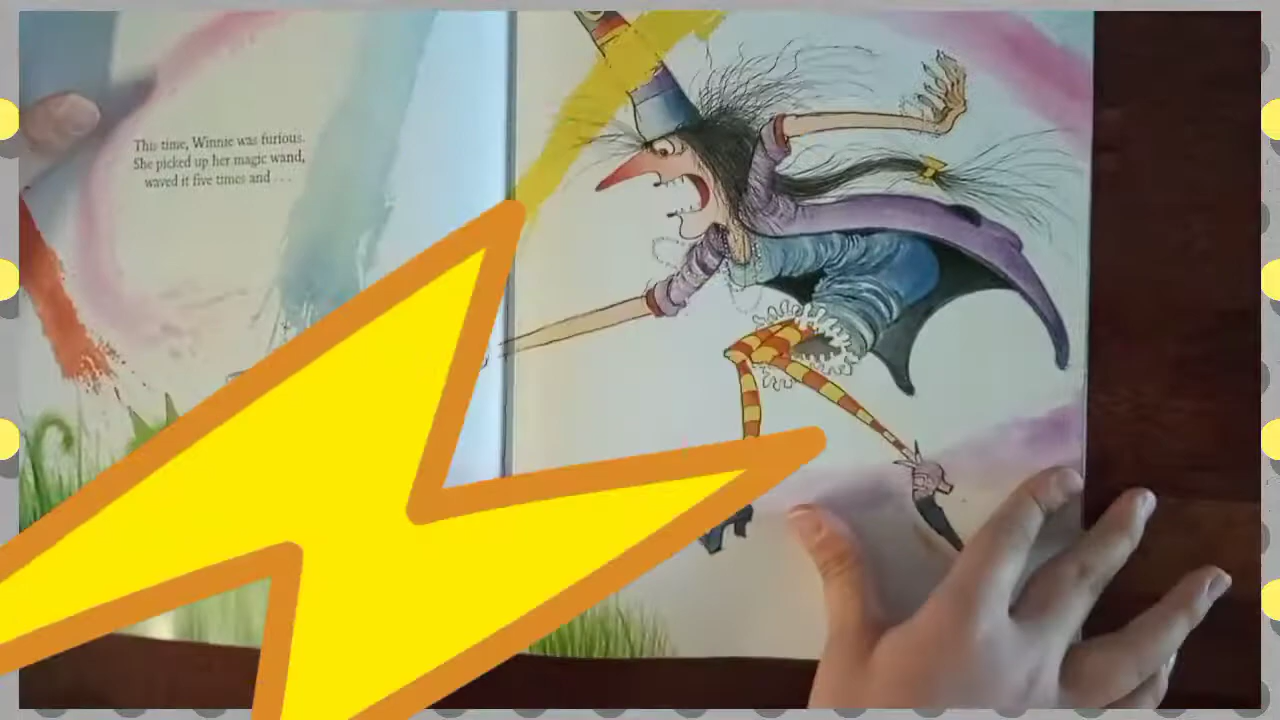 This time, Winnie was furious.
She picked up her magic wand,
waved it five times and . . .